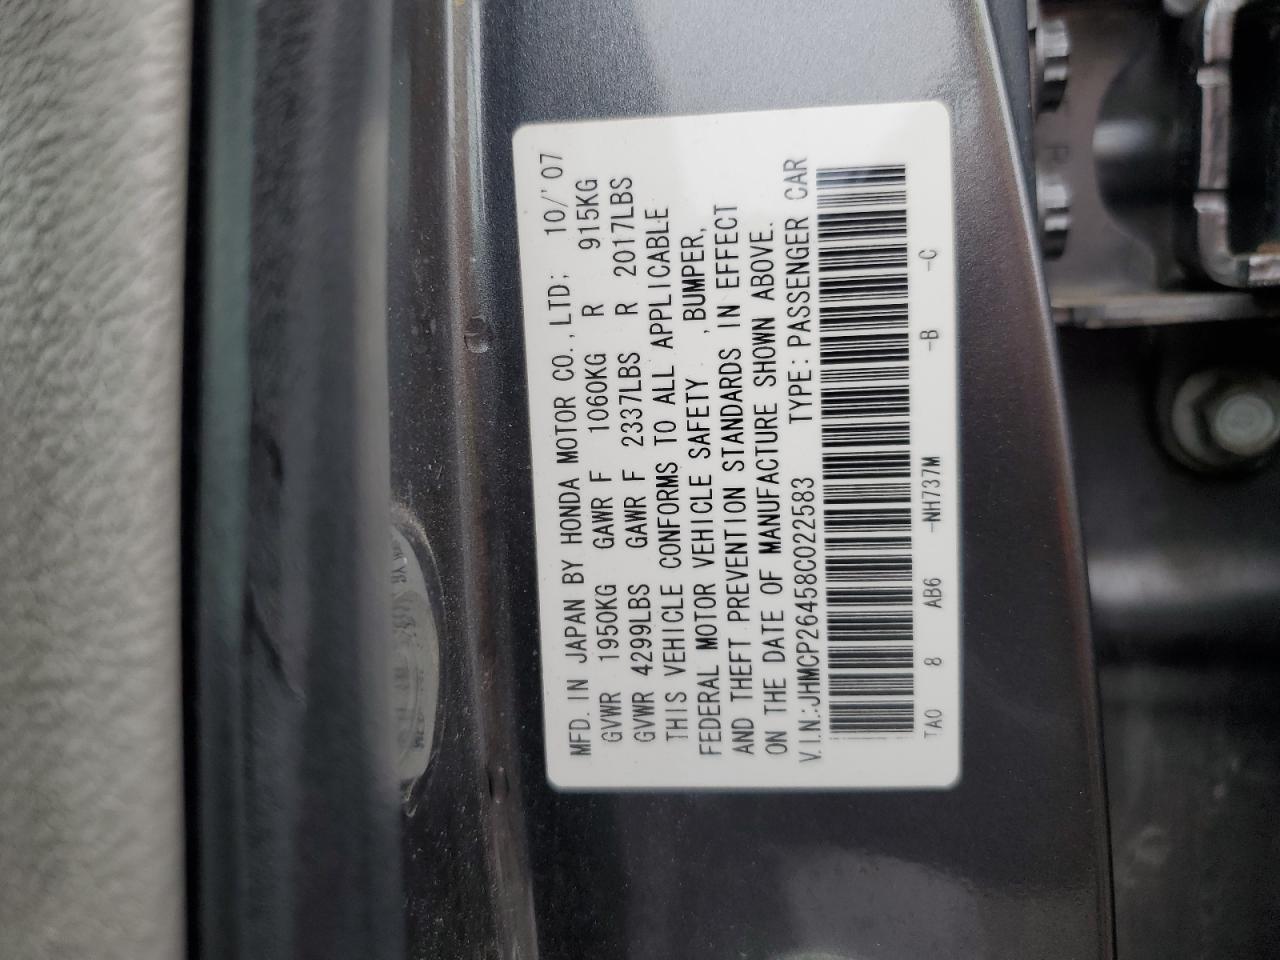 MFD. IN JAPAN BY HONDA MOTOR CO., LTD; 10/'07
GVWR 1950KG GAWR F 1060KG R 915KG
GVWR 4299LBS GAWR F 2337LBS R 2017LBS
THIS VEHICLE CONFORMS TO ALL APPLICABLE
FEDERAL MOTOR VEHICLE SAFETY , BUMPER,
AND THEFT PREVENTION STANDARDS IN EFFECT
ON THE DATE OF MANUFACTURE SHOWN ABOVE.
V.I.N.:JHMCP26458C022583 TYPE:PASSENGER CAR
TA0 8 AB6 -NH737M -B -C